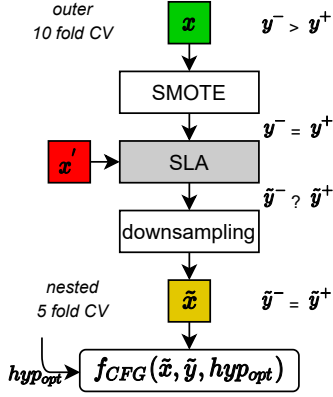 outer
10 fold CV
x
y⁻ > y⁺
SMOTE
y⁻ = y⁺
x′
SLA
ỹ⁻ ? ỹ⁺
downsampling
nested
5 fold CV
x̃
ỹ⁻ = ỹ⁺
hyp_opt
f_CFG(x̃, ỹ, hyp_opt)